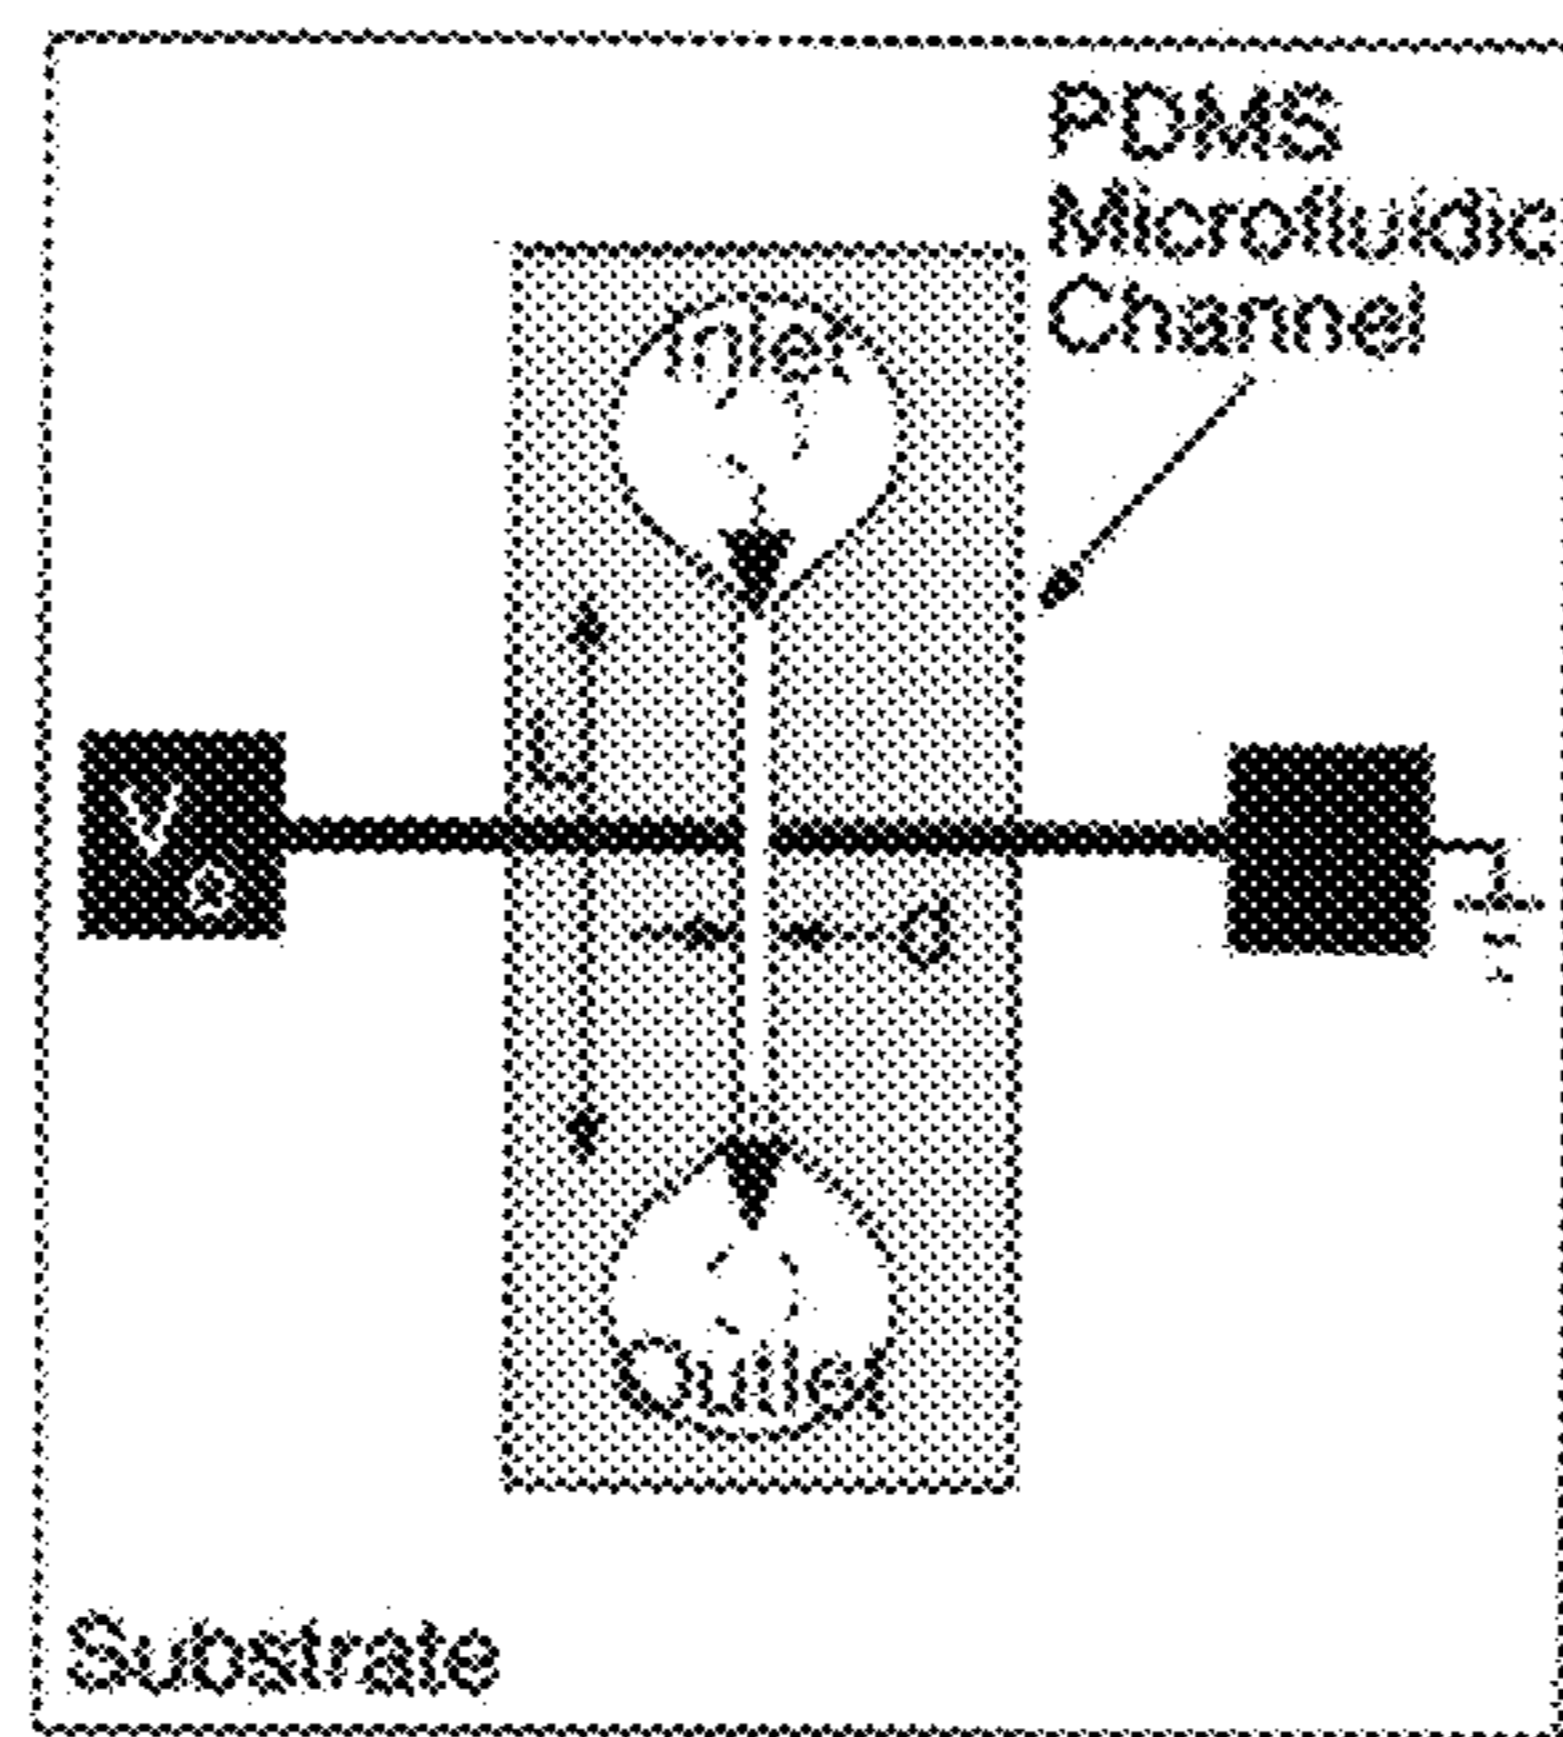 PDMS
Microfluidic
Channel
Inlet
L
V
d
Outlet
Substrate